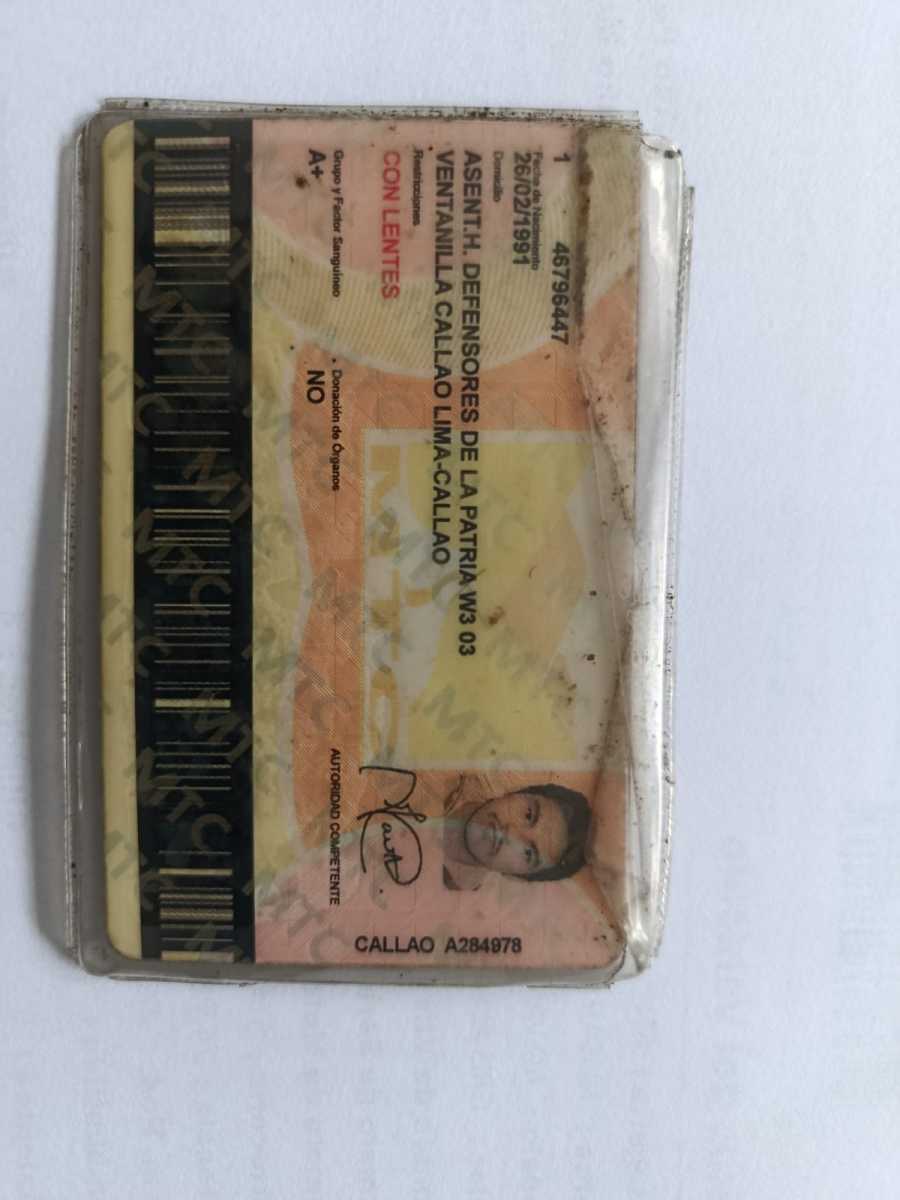 1 46796447
Fecha de Nacimiento
26/02/1991
Domicilio
ASENT.H. DEFENSORES DE LA PATRIA W3 03
VENTANILLA CALLAO LIMA-CALLAO
Restricciones
CON LENTES
Grupo y Factor Sanguíneo
A+
Donación de Órganos
NO
MTC
AUTORIDAD COMPETENTE
CALLAO A284978